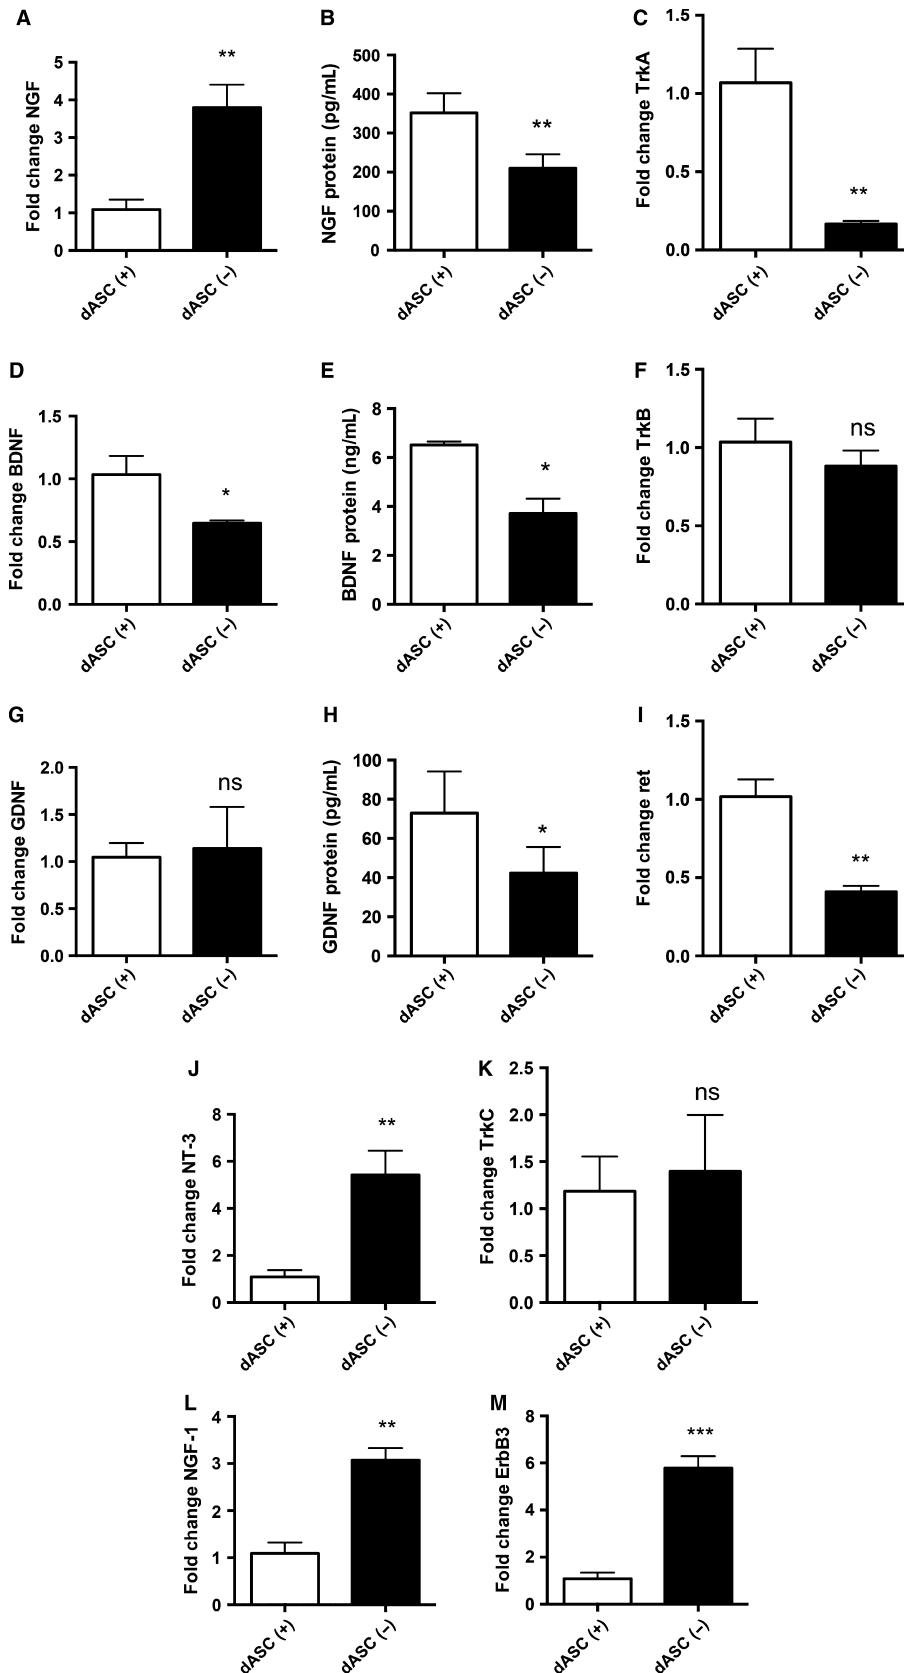 A
Fold change NGF
5
4
3
2
1
0
**
dASC (+)
dASC (−)
B
NGF protein (pg/mL)
500
400
300
200
100
0
**
dASC (+)
dASC (−)
C
Fold change TrkA
1.5
1.0
0.5
0.0
**
dASC (+)
dASC (−)
D
Fold change BDNF
1.5
1.0
0.5
0.0
*
dASC (+)
dASC (−)
E
BDNF protein (ng/mL)
8
6
4
2
0
*
dASC (+)
dASC (−)
F
Fold change TrkB
1.5
1.0
0.5
0.0
ns
dASC (+)
dASC (−)
G
Fold change GDNF
2.0
1.5
1.0
0.5
0.0
ns
dASC (+)
dASC (−)
H
GDNF protein (pg/mL)
100
80
60
40
20
0
*
dASC (+)
dASC (−)
I
Fold change ret
1.5
1.0
0.5
0.0
**
dASC (+)
dASC (−)
J
Fold change NT-3
8
6
4
2
0
**
dASC (+)
dASC (−)
K
Fold change TrkC
2.5
2.0
1.5
1.0
0.5
0.0
ns
dASC (+)
dASC (−)
L
Fold change NGF-1
4
3
2
1
0
**
dASC (+)
dASC (−)
M
Fold change ErbB3
8
6
4
2
0
***
dASC (+)
dASC (−)